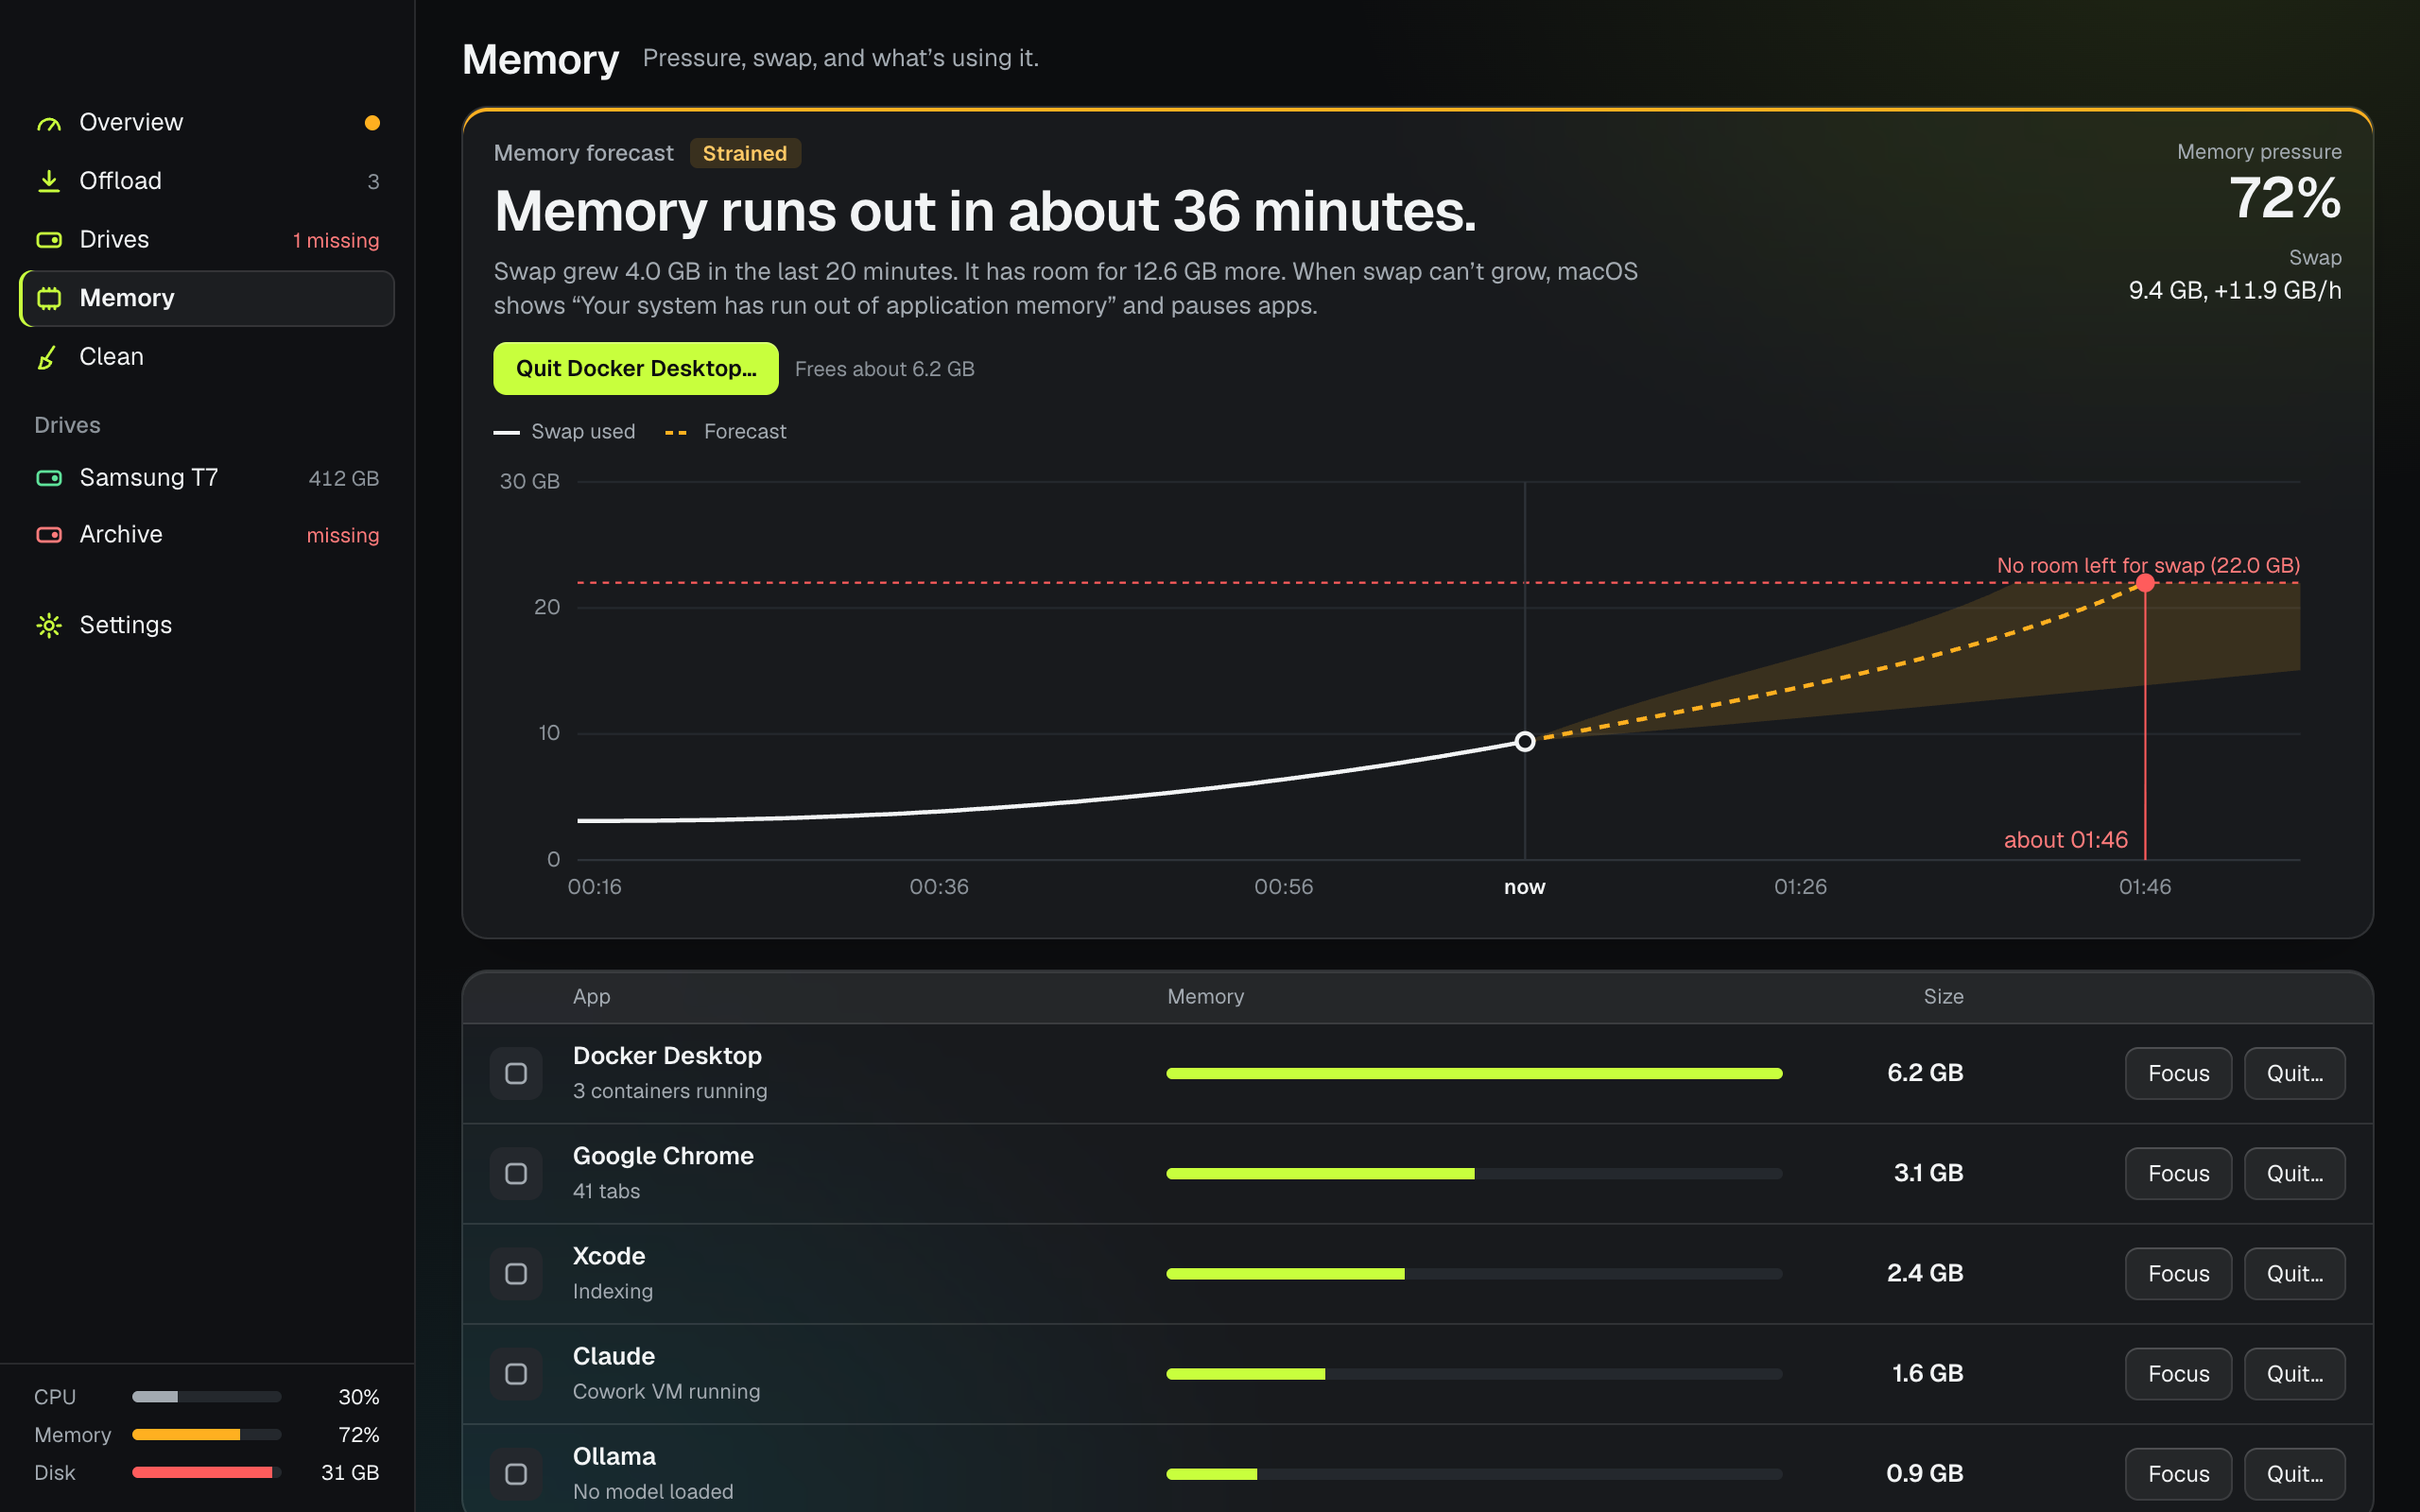 Overview
Offload 3
Drives 1 missing
Memory
Clean
Drives
Samsung T7 412 GB
Archive missing
Settings
CPU 30%
Memory 72%
Disk 31 GB
Memory Pressure, swap, and what’s using it.
Memory forecast Strained
Memory runs out in about 36 minutes.
Swap grew 4.0 GB in the last 20 minutes. It has room for 12.6 GB more. When swap can’t grow, macOS
shows “Your system has run out of application memory” and pauses apps.
Memory pressure
72%
Swap
9.4 GB, +11.9 GB/h
Quit Docker Desktop… Frees about 6.2 GB
Swap used Forecast
30 GB
No room left for swap (22.0 GB)
20
10
about 01:46
0
00:16 00:36 00:56 now 01:26 01:46
App Memory Size
Docker Desktop
3 containers running
6.2 GB Focus Quit…
Google Chrome
41 tabs
3.1 GB Focus Quit…
Xcode
Indexing
2.4 GB Focus Quit…
Claude
Cowork VM running
1.6 GB Focus Quit…
Ollama
No model loaded
0.9 GB Focus Quit…